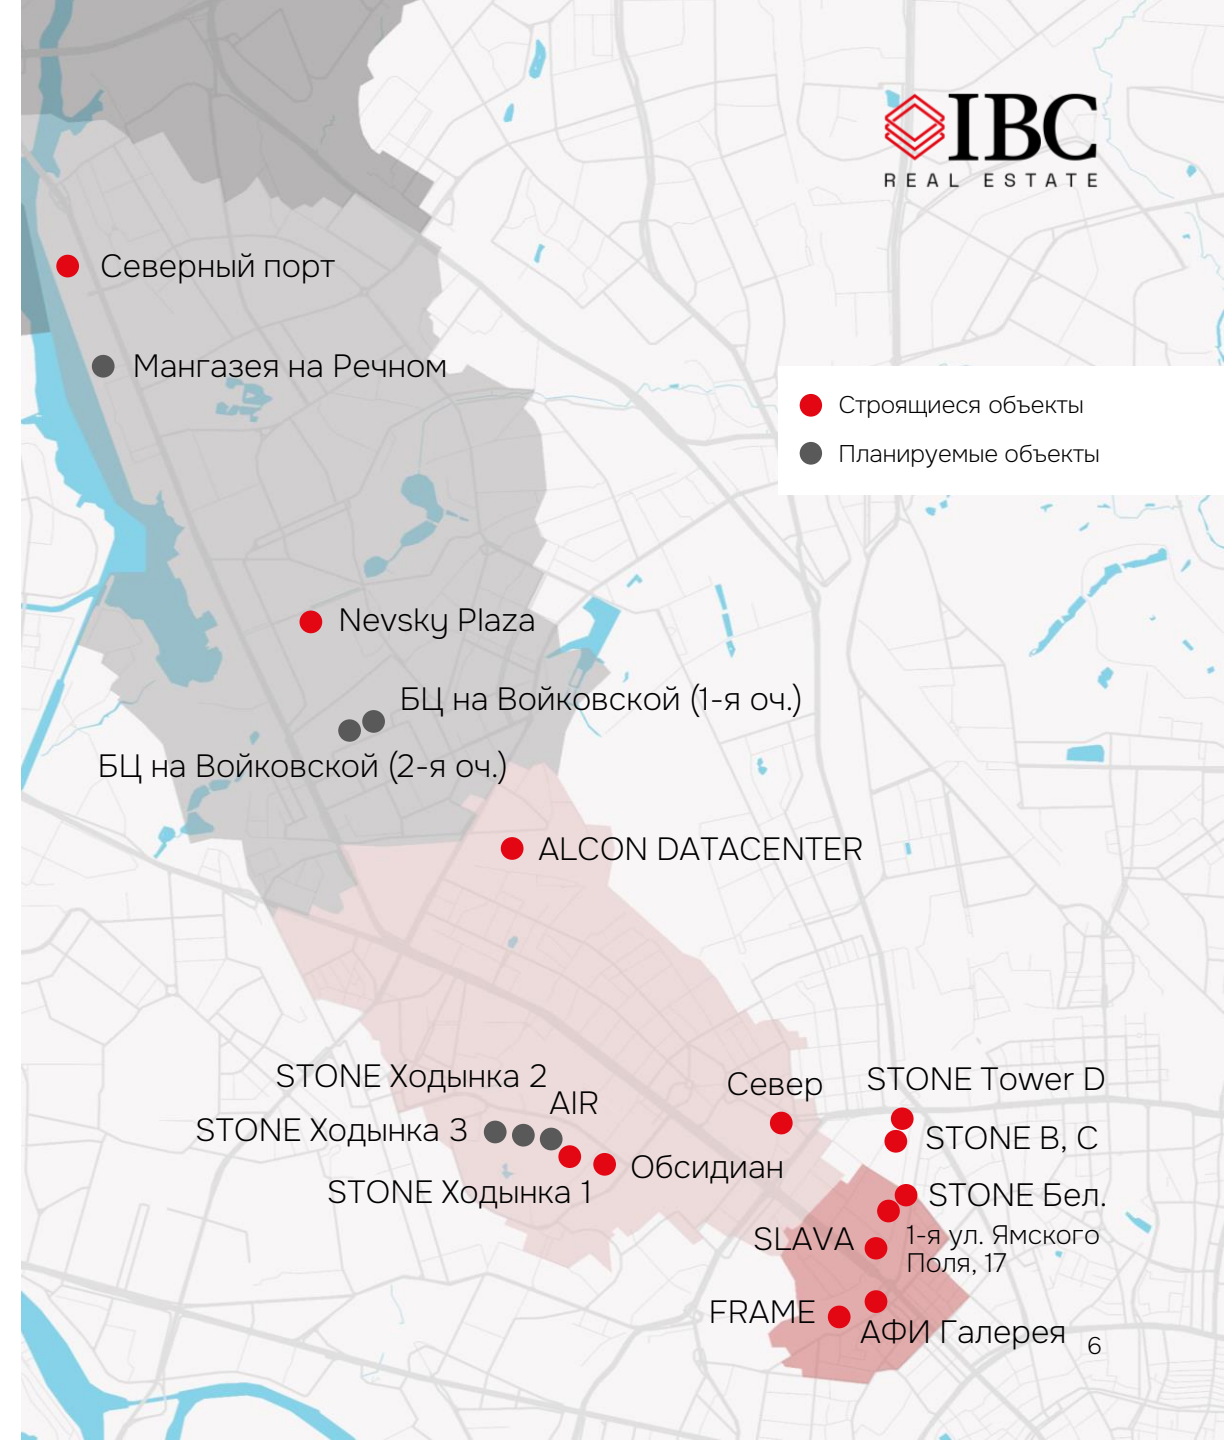 IBC
REAL ESTATE
Северный порт
Мангазея на Речном
Строящиеся объекты
Планируемые объекты
Nevsky Plaza
БЦ на Войковской (1-я оч.)
БЦ на Войковской (2-я оч.)
ALCON DATACENTER
STONE Ходынка 2
AIR
STONE Ходынка 3
STONE Ходынка 1
Обсидиан
Север
STONE Tower D
STONE B, C
STONE Бел.
1-я ул. Ямского
Поля, 17
SLAVA
FRAME
АФИ Галерея
6